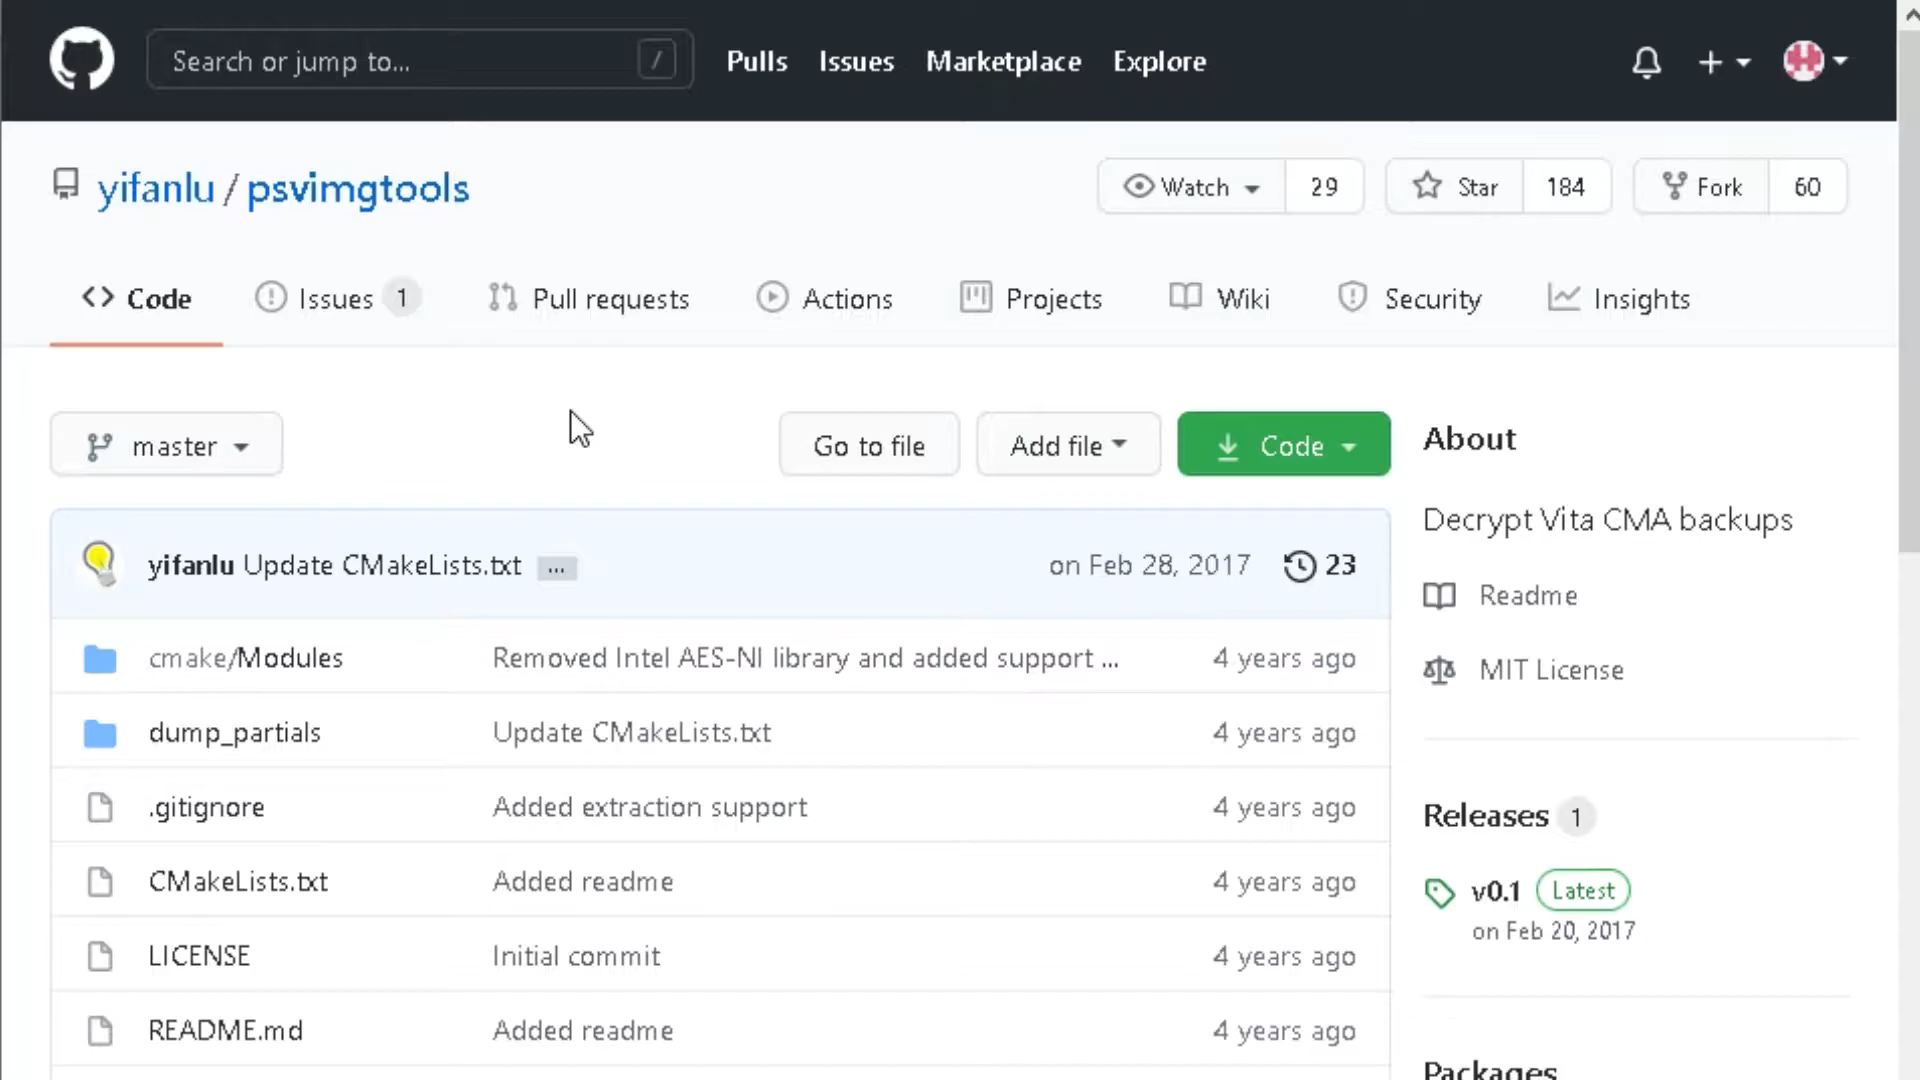 Search or jump to... /
Pulls Issues Marketplace Explore
yifanlu / psvimgtools
Watch 29 Star 184 Fork 60
Code Issues 1 Pull requests Actions Projects Wiki Security Insights
master Go to file Add file Code
yifanlu Update CMakeLists.txt ... on Feb 28, 2017 23
cmake/Modules Removed Intel AES-NI library and added support ... 4 years ago
dump_partials Update CMakeLists.txt 4 years ago
.gitignore Added extraction support 4 years ago
CMakeLists.txt Added readme 4 years ago
LICENSE Initial commit 4 years ago
README.md Added readme 4 years ago
About
Decrypt Vita CMA backups
Readme
MIT License
Releases 1
v0.1 Latest
on Feb 20, 2017
Packages